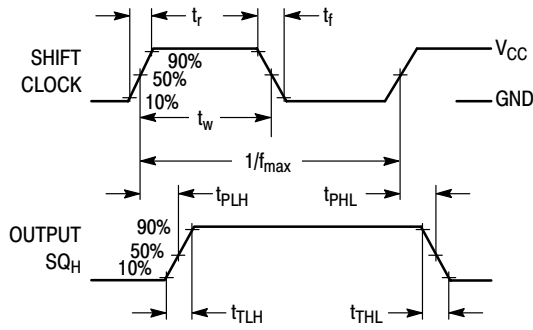 tr
tf
SHIFT
CLOCK
90%
50%
10%
VCC
GND
tw
1/fmax
tPLH
tPHL
OUTPUT
SQH
90%
50%
10%
tTLH
tTHL